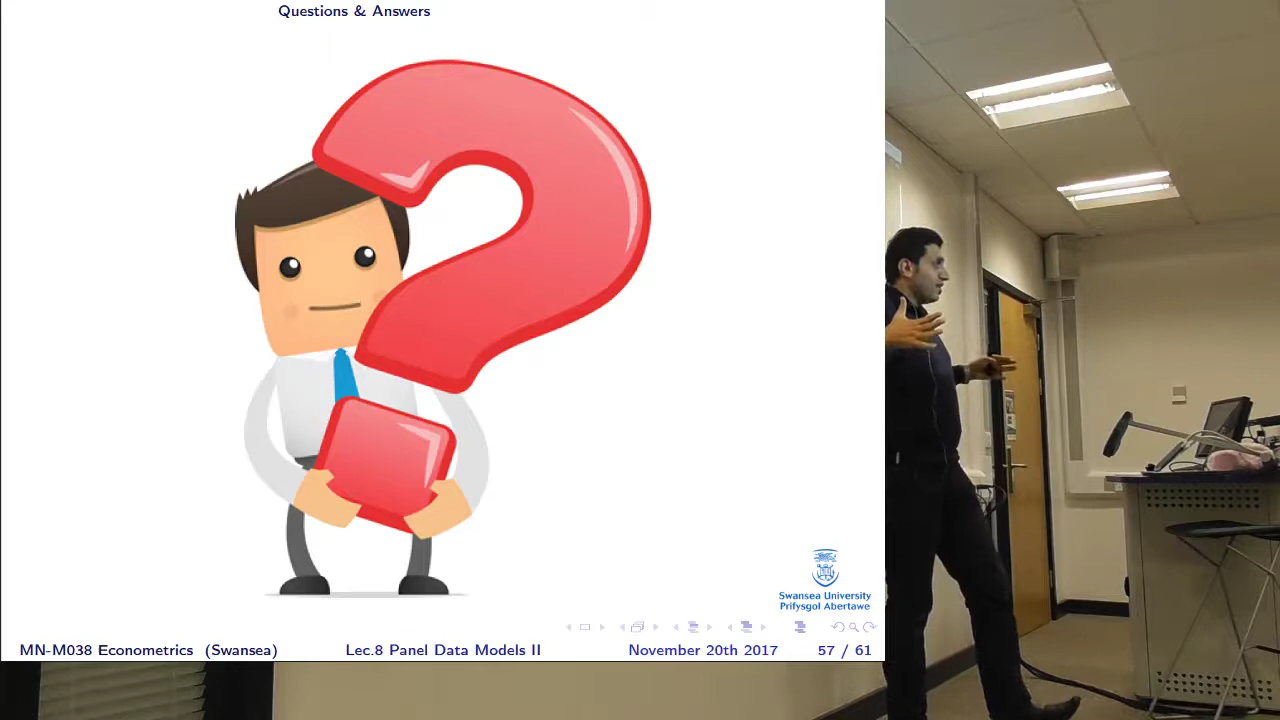 Questions & Answers
Swansea University
Prifysgol Abertawe
MN-M038 Econometrics (Swansea) Lec.8 Panel Data Models II November 20th 2017 57 / 61